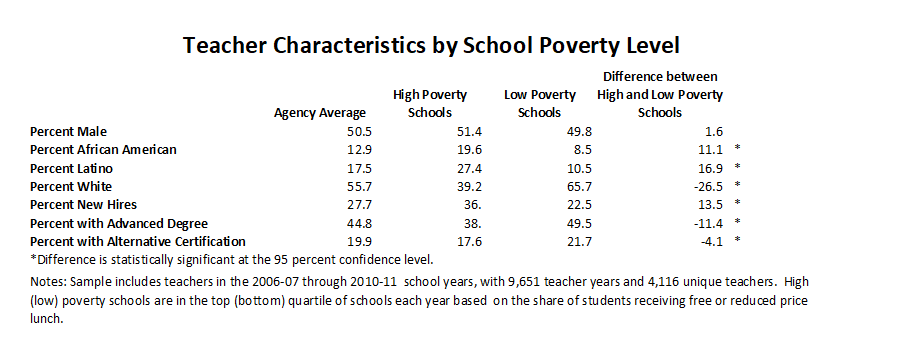 Teacher Characteristics by School Poverty Level
Difference between
High Poverty Low Poverty High and Low Poverty
Agency Average Schools Schools Schools
Percent Male 50.5 51.4 49.8 1.6
Percent African American 12.9 19.6 8.5 11.1 *
Percent Latino 17.5 27.4 10.5 16.9 *
Percent White 55.7 39.2 65.7 -26.5 *
Percent New Hires 27.7 36. 22.5 13.5 *
Percent with Advanced Degree 44.8 38. 49.5 -11.4 *
Percent with Alternative Certification 19.9 17.6 21.7 -4.1 *
*Difference is statistically significant at the 95 percent confidence level.
Notes: Sample includes teachers in the 2006-07 through 2010-11 school years, with 9,651 teacher years and 4,116 unique teachers. High
(low) poverty schools are in the top (bottom) quartile of schools each year based on the share of students receiving free or reduced price
lunch.